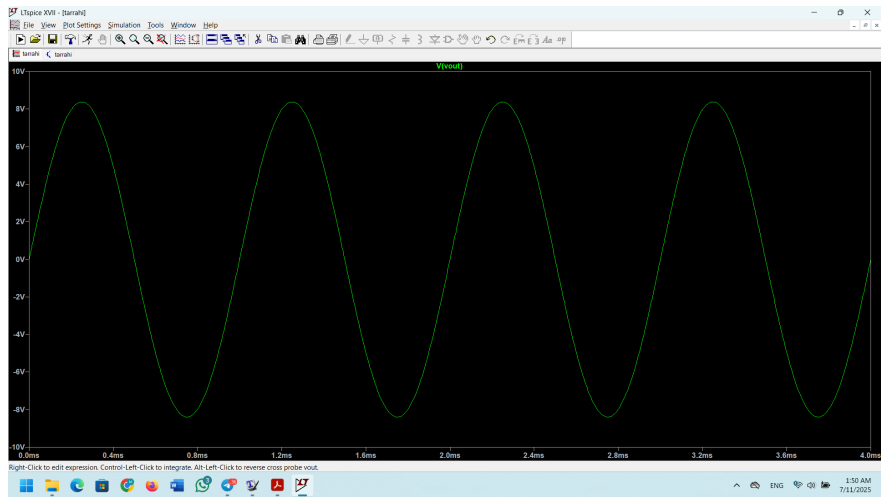 LTspice XVII - [tarrahi]
File View Plot Settings Simulation Tools Window Help
tarrahi tarrahi
V(vout)
10V
8V
6V
4V
2V
0V
-2V
-4V
-6V
-8V
-10V
0.0ms 0.4ms 0.8ms 1.2ms 1.6ms 2.0ms 2.4ms 2.8ms 3.2ms 3.6ms 4.0ms
Right-Click to edit expression. Control-Left-Click to integrate. Alt-Left-Click to reverse cross probe vout.
ENG
1:50 AM
7/11/2025